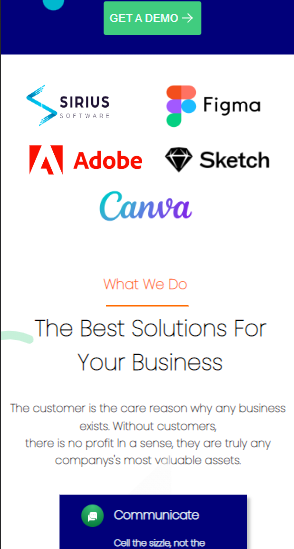 GET A DEMO
SIRIUS
SOFTWARE
Figma
Adobe
Sketch
Canva
What We Do
The Best Solutions For
Your Business
The customer is the care reason why any business
exists. Without customers,
there is no profit In a sense, they are truly any
companys's most valuable assets.
Communicate
Cell the sizzle, not the